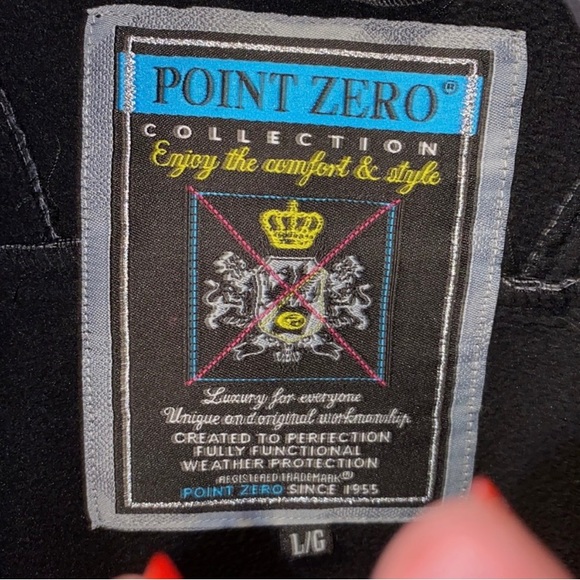 POINT ZERO®
COLLECTION
Enjoy the comfort & style
Luxury for everyone
Unique and original workmanship
CREATED TO PERFECTION
FULLY FUNCTIONAL
WEATHER PROTECTION
REGISTERED TRADEMARK®
POINT ZERO SINCE 1955
L/G